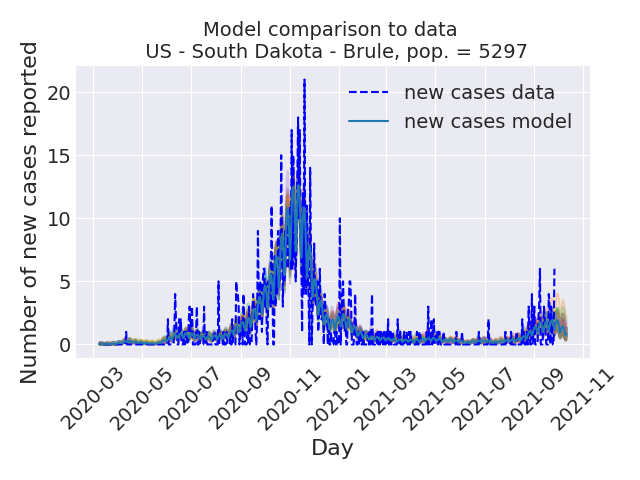 Model comparison to data
US - South Dakota - Brule, pop. = 5297
Number of new cases reported
20
15
10
5
0
new cases data
new cases model
2020-03
2020-05
2020-07
2020-09
2020-11
2021-01
2021-03
2021-05
2021-07
2021-09
2021-11
Day